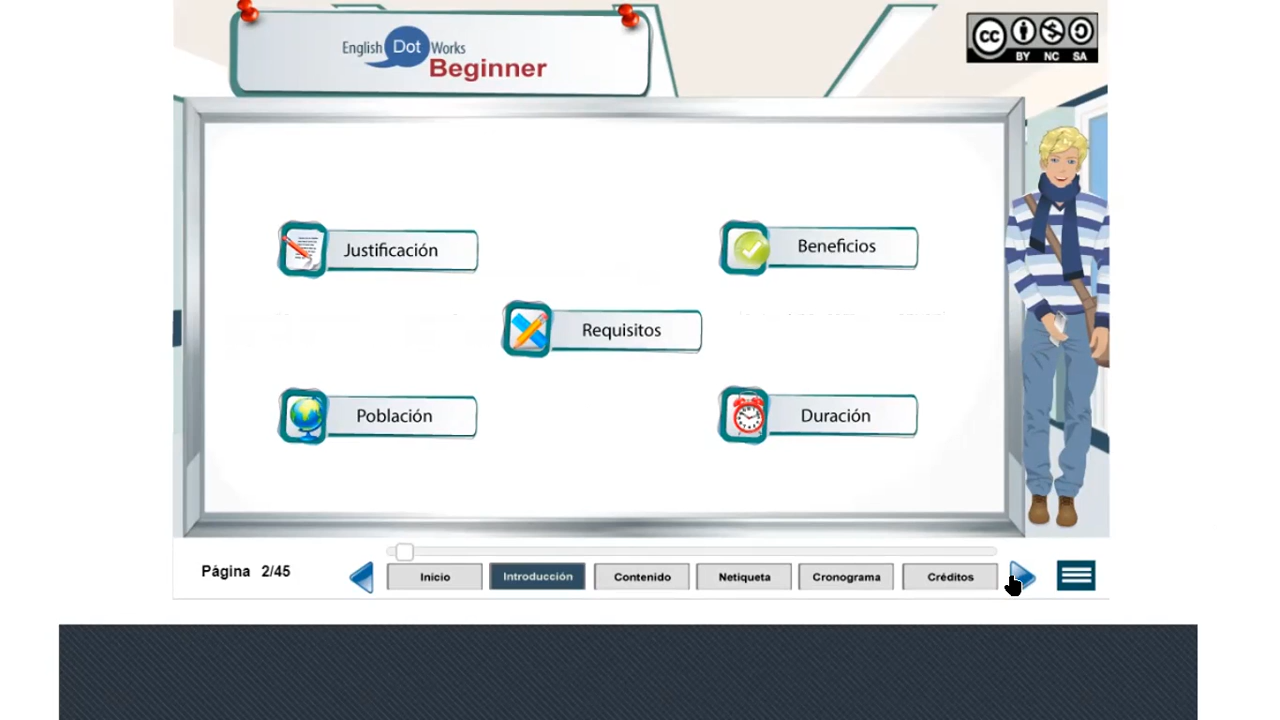 English Dot Works
Beginner
cc
BY NC SA
Justificación
Beneficios
Requisitos
Población
Duración
Página 2/45
Inicio
Introducción
Contenido
Netiqueta
Cronograma
Créditos